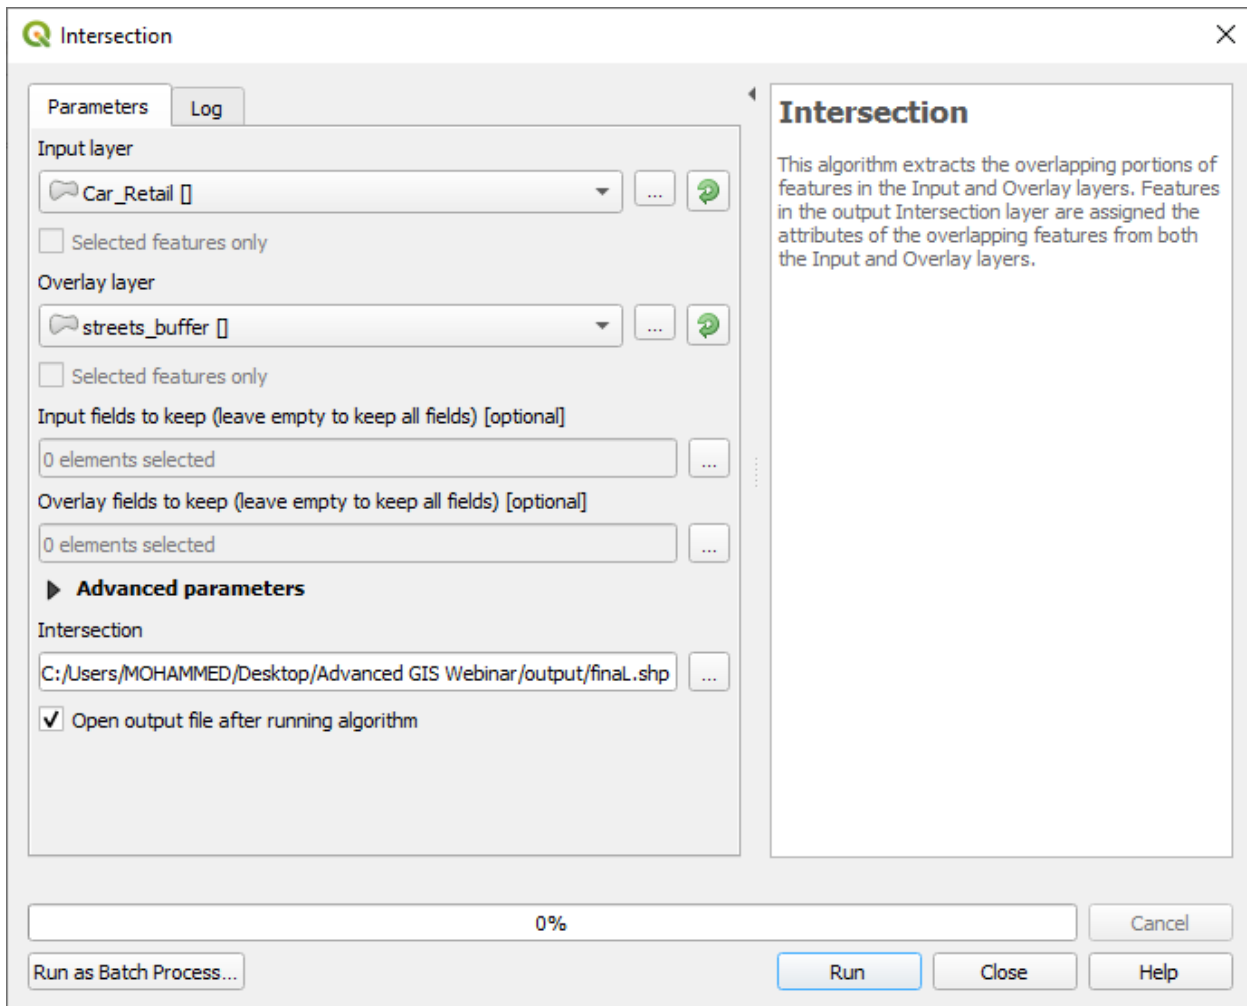 Intersection
Parameters
Log
Input layer
Car_Retail []
...
Selected features only
Overlay layer
streets_buffer []
...
Selected features only
Input fields to keep (leave empty to keep all fields) [optional]
0 elements selected
...
Overlay fields to keep (leave empty to keep all fields) [optional]
0 elements selected
...
Advanced parameters
Intersection
C:/Users/MOHAMMED/Desktop/Advanced GIS Webinar/output/finaL.shp
...
Open output file after running algorithm
Intersection
This algorithm extracts the overlapping portions of
features in the Input and Overlay layers. Features
in the output Intersection layer are assigned the
attributes of the overlapping features from both
the Input and Overlay layers.
0%
Cancel
Run as Batch Process...
Run
Close
Help